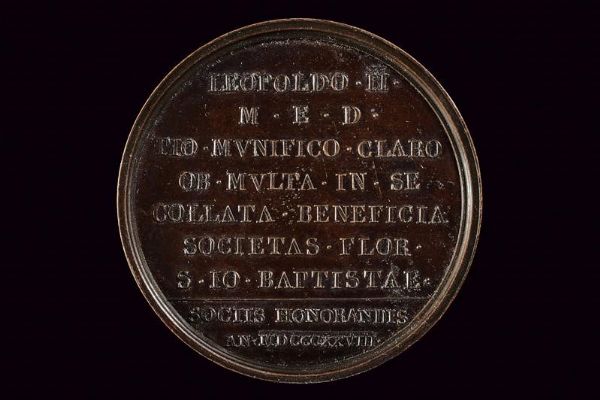 LEOPOLDO · II ·
M · E · D ·
PIO · MVNIFICO · CLARO
OB · MVLTA · IN · SE
COLLATA · BENEFICIA
SOCIETAS · FLOR ·
S · IO · BAPTISTAE ·
SOCIIS HONORANDIS
AN · MDCCCXXVIII ·